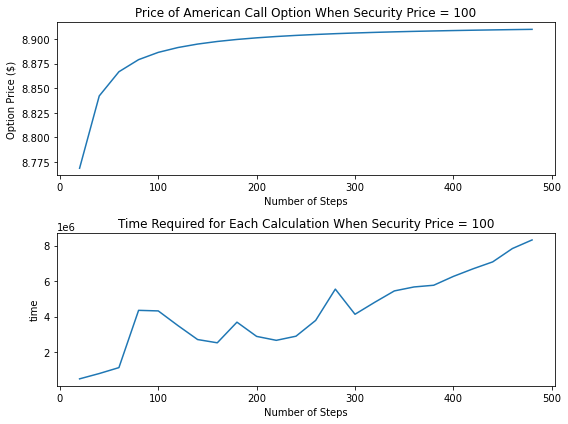 Price of American Call Option When Security Price = 100
Option Price ($)
8.900
8.875
8.850
8.825
8.800
8.775
0 100 200 300 400 500
Number of Steps
Time Required for Each Calculation When Security Price = 100
1e6
time
8
6
4
2
0 100 200 300 400 500
Number of Steps